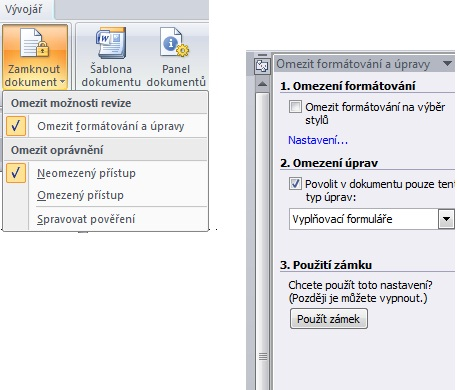 Vývojář
Zamknout
dokument
Šablona
dokumentu
Panel
dokumentů
Omezit možnosti revize
Omezit formátování a úpravy
Omezit oprávnění
Neomezený přístup
Omezený přístup
Spravovat pověření
Omezit formátování a úpravy
1. Omezení formátování
Omezit formátování na výběr
stylů
Nastavení...
2. Omezení úprav
Povolit v dokumentu pouze tent
typ úprav:
Vyplňovací formuláře
3. Použití zámku
Chcete použít toto nastavení?
(Později je můžete vypnout.)
Použít zámek